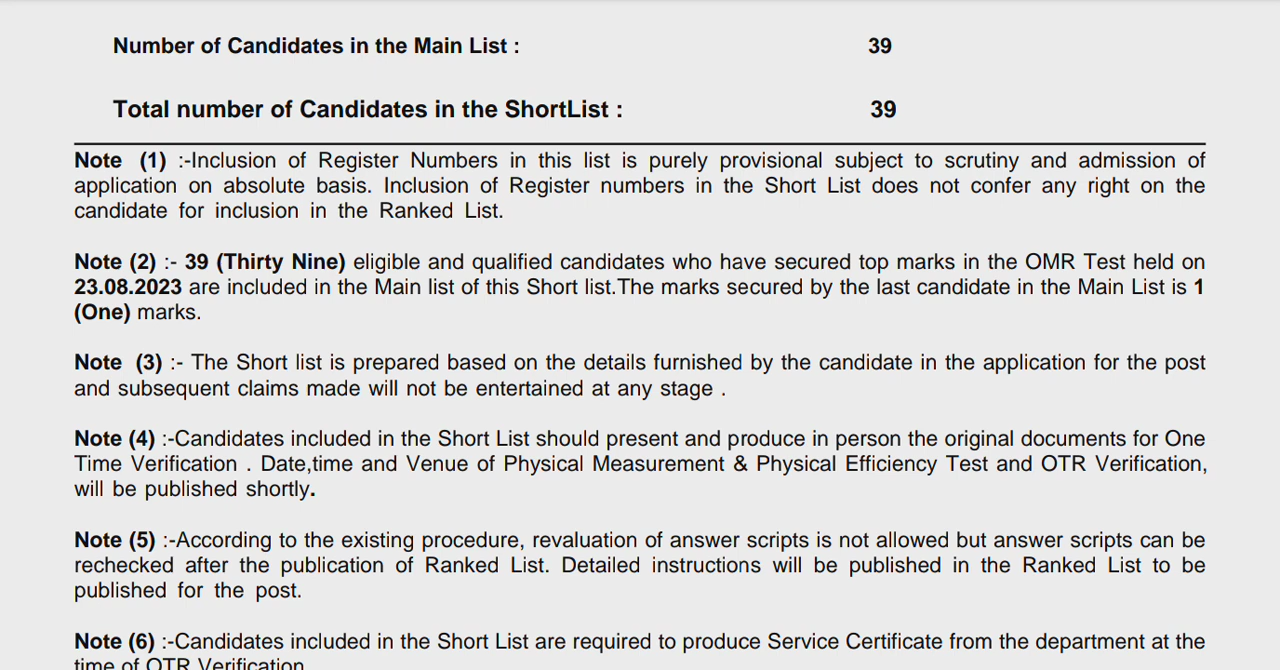 Number of Candidates in the Main List : 39
Total number of Candidates in the ShortList : 39
Note (1) :-Inclusion of Register Numbers in this list is purely provisional subject to scrutiny and admission of
application on absolute basis. Inclusion of Register numbers in the Short List does not confer any right on the
candidate for inclusion in the Ranked List.
Note (2) :- 39 (Thirty Nine) eligible and qualified candidates who have secured top marks in the OMR Test held on
23.08.2023 are included in the Main list of this Short list.The marks secured by the last candidate in the Main List is 1
(One) marks.
Note (3) :- The Short list is prepared based on the details furnished by the candidate in the application for the post
and subsequent claims made will not be entertained at any stage .
Note (4) :-Candidates included in the Short List should present and produce in person the original documents for One
Time Verification . Date,time and Venue of Physical Measurement & Physical Efficiency Test and OTR Verification,
will be published shortly.
Note (5) :-According to the existing procedure, revaluation of answer scripts is not allowed but answer scripts can be
rechecked after the publication of Ranked List. Detailed instructions will be published in the Ranked List to be
published for the post.
Note (6) :-Candidates included in the Short List are required to produce Service Certificate from the department at the
time of OTR Verification